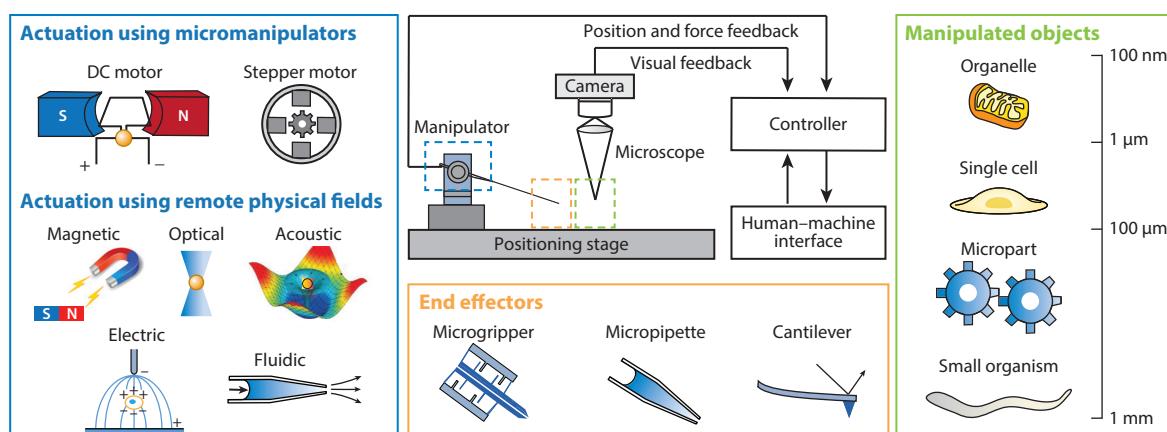 Actuation using micromanipulators
DC motor
Stepper motor
S
N
+
−
Actuation using remote physical fields
Magnetic
Optical
Acoustic
S N
Electric
−
+ + +
+ +
− − −
+
Fluidic
Position and force feedback
Visual feedback
Camera
Controller
Manipulator
Microscope
Human–machine
interface
Positioning stage
End effectors
Microgripper
Micropipette
Cantilever
Manipulated objects
100 nm
Organelle
1 µm
Single cell
100 µm
Micropart
Small organism
1 mm